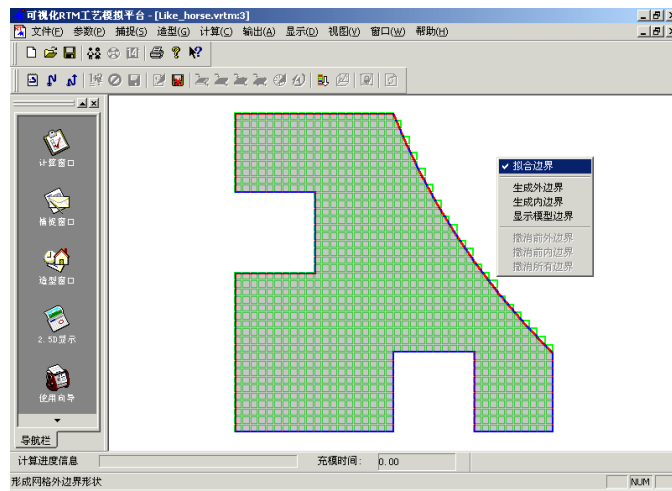 可视化RTM工艺模拟平台 - [Like_horse.vrtm:3]
文件(F) 参数(P) 捕捉(S) 造型(G) 计算(C) 输出(A) 显示(D) 视图(V) 窗口(W) 帮助(H)
计算窗口
模板窗口
造型窗口
2.5D显示
使用向导
导航栏
✓ 拟合边界
生成外边界
生成内边界
显示模型边界
撤消前外边界
撤消前内边界
撤消所有边界
计算进度信息 充模时间: 0.00
形成网格外边界形状 NUM